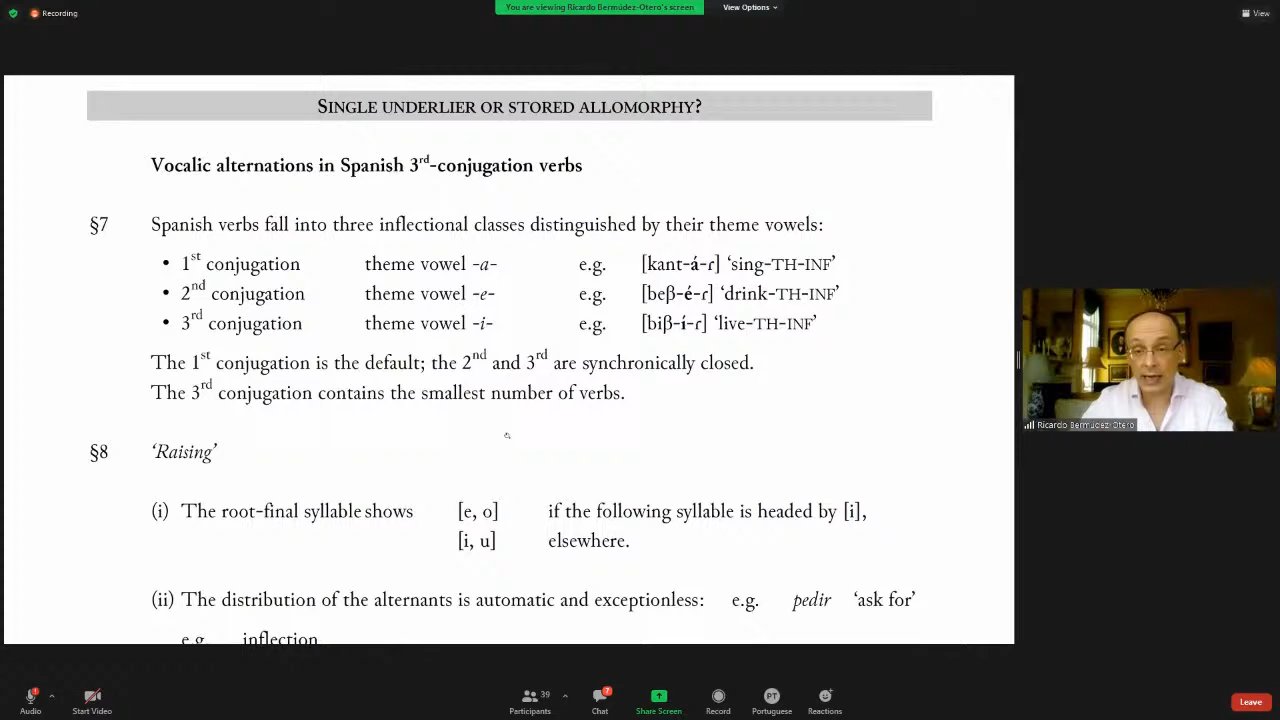 Recording
You are viewing Ricardo Bermúdez-Otero's screen
View Options
View
SINGLE UNDERLIER OR STORED ALLOMORPHY?
Vocalic alternations in Spanish 3rd-conjugation verbs
§7 Spanish verbs fall into three inflectional classes distinguished by their theme vowels:
• 1st conjugation theme vowel -a- e.g. [kant-á-ɾ] ‘sing-TH-INF’
• 2nd conjugation theme vowel -e- e.g. [beβ-é-ɾ] ‘drink-TH-INF’
• 3rd conjugation theme vowel -i- e.g. [biβ-í-ɾ] ‘live-TH-INF’
The 1st conjugation is the default; the 2nd and 3rd are synchronically closed.
The 3rd conjugation contains the smallest number of verbs.
§8 ‘Raising’
(i) The root-final syllable shows [e, o] if the following syllable is headed by [i],
[i, u] elsewhere.
(ii) The distribution of the alternants is automatic and exceptionless: e.g. pedir ‘ask for’
e.g. inflection
Ricardo Bermúdez-Otero
Audio
Start Video
39
Participants
7
Chat
Share Screen
Record
PT
Portuguese
Reactions
Leave